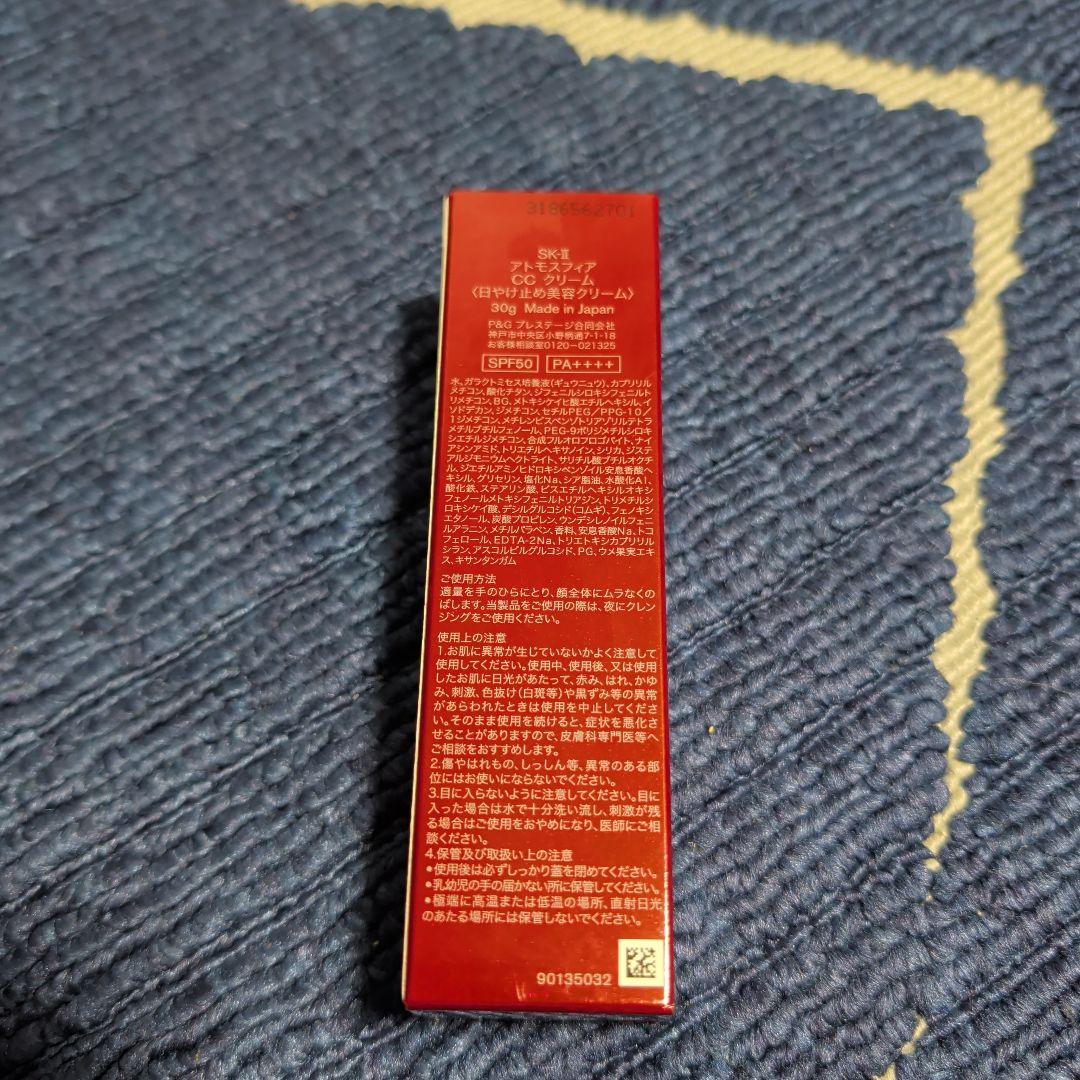 3186562701
SK-II
アトモスフィア
CC クリーム
〈日やけ止め美容クリーム〉
30g Made in Japan
P&G プレステージ合同会社
神戸市中央区小野柄通7-1-18
お客様相談室0120-021325
SPF50 PA++++
水、ガラクトミセス培養液(ギュウニュウ)、カプリリル
メチコン、酸化チタン、ジフェニルシロキシフェニルト
リメチコン、BG、メトキシケイヒ酸エチルヘキシル、イ
ソドデカン、ジメチコン、セチルPEG/PPG-10/
1ジメチコン、メチレンビスベンゾトリアゾリルテトラ
メチルブチルフェノール、PEG-9ポリジメチルシロキ
シエチルジメチコン、合成フルオロフロゴパイト、ナイ
アシンアミド、トリエチルヘキサノイン、シリカ、ジステ
アルジモニウムヘクトライト、サリチル酸ブチルオクチ
ル、ジエチルアミノヒドロキシベンゾイル安息香酸ヘ
キシル、グリセリン、塩化Na、シア脂油、水酸化Al、
酸化鉄、ステアリン酸、ビスエチルヘキシルオキシ
フェノールメトキシフェニルトリアジン、トリメチルシ
ロキシケイ酸、デシルグルコシド(コムギ)、フェノキシ
エタノール、炭酸プロピレン、ウンデシレノイルフェニ
ルアラニン、メチルパラベン、香料、安息香酸Na、トコ
フェロール、EDTA-2Na、トリエトキシカプリリル
シラン、アスコルビルグルコシド、PG、ウメ果実エキ
ス、キサンタンガム
ご使用方法
適量を手のひらにとり、顔全体にムラなくの
ばします。当製品をご使用の際は、夜にクレン
ジングをご使用ください。
使用上の注意
1.お肌に異常が生じていないかよく注意して
使用してください。使用中、使用後、又は使用
したお肌に日光があたって、赤み、はれ、かゆ
み、刺激、色抜け(白斑等)や黒ずみ等の異常
があらわれたときは使用を中止してくださ
い。そのまま使用を続けると、症状を悪化さ
せることがありますので、皮膚科専門医等へ
ご相談をおすすめします。
2.傷やはれもの、しっしん等、異常のある部
位にはお使いにならないでください。
3.目に入らないように注意してください。目に
入った場合は水で十分洗い流し、刺激が残
る場合はご使用をおやめになり、医師にご相
談ください。
4.保管及び取扱い上の注意
•使用後は必ずしっかり蓋を閉めてください。
•乳幼児の手の届かない所に保管してください。
•極端に高温または低温の場所、直射日光
のあたる場所には保管しないでください。
90135032